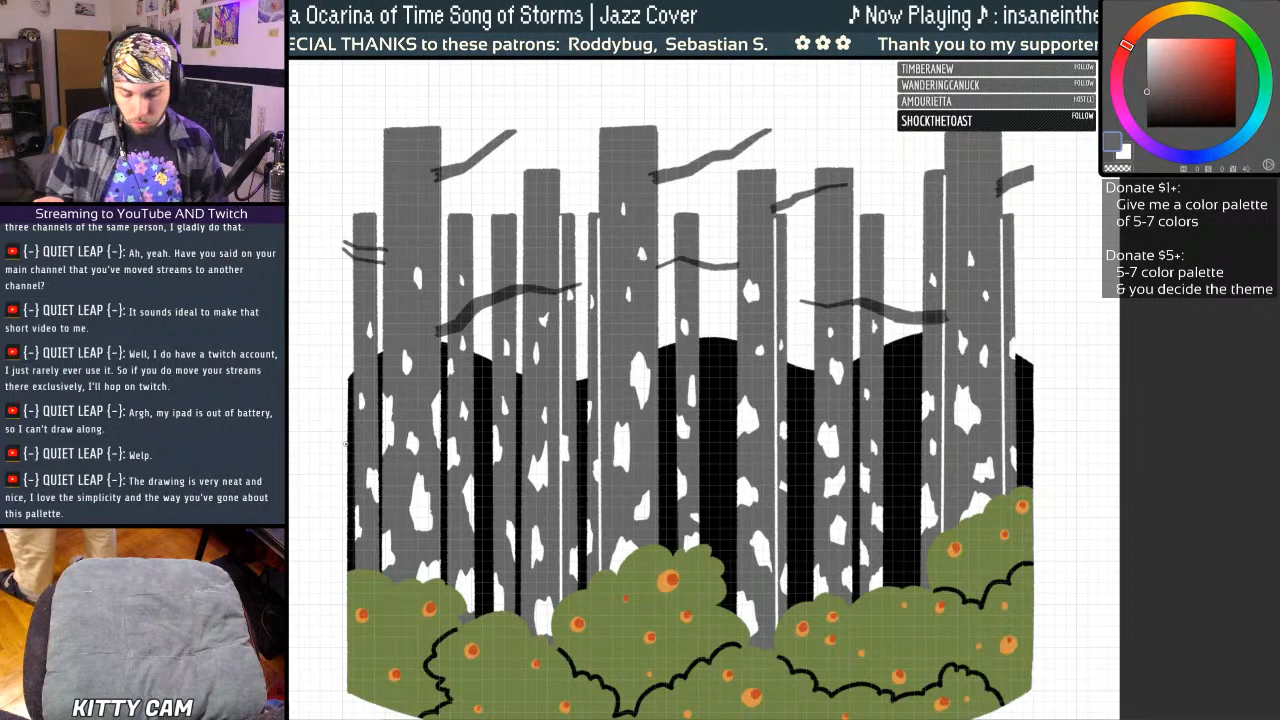 a Ocarina of Time Song of Storms | Jazz Cover
♪ Now Playing ♪ : insaneinthe
ECIAL THANKS to these patrons: Roddybug, Sebastian S.
Thank you to my supporter
TIMBERANEW FOLLOW
WANDERINGCANUCK FOLLOW
AMOURIETTA HOST(1)
SHOCKTHETOAST FOLLOW
Donate $1+:
Give me a color palette
of 5-7 colors
Donate $5+:
5-7 color palette
& you decide the theme
Streaming to YouTube AND Twitch
three channels of the same person, I gladly do that.
{-} QUIET LEAP {-}: Ah, yeah. Have you said on your
main channel that you've moved streams to another
channel?
{-} QUIET LEAP {-}: It sounds ideal to make that
short video to me.
{-} QUIET LEAP {-}: Well, I do have a twitch account,
I just rarely ever use it. So if you do move your streams
there exclusively, I'll hop on twitch.
{-} QUIET LEAP {-}: Argh, my ipad is out of battery,
so I can't draw along.
{-} QUIET LEAP {-}: Welp.
{-} QUIET LEAP {-}: The drawing is very neat and
nice, I love the simplicity and the way you've gone about
this pallette.
KITTY CAM